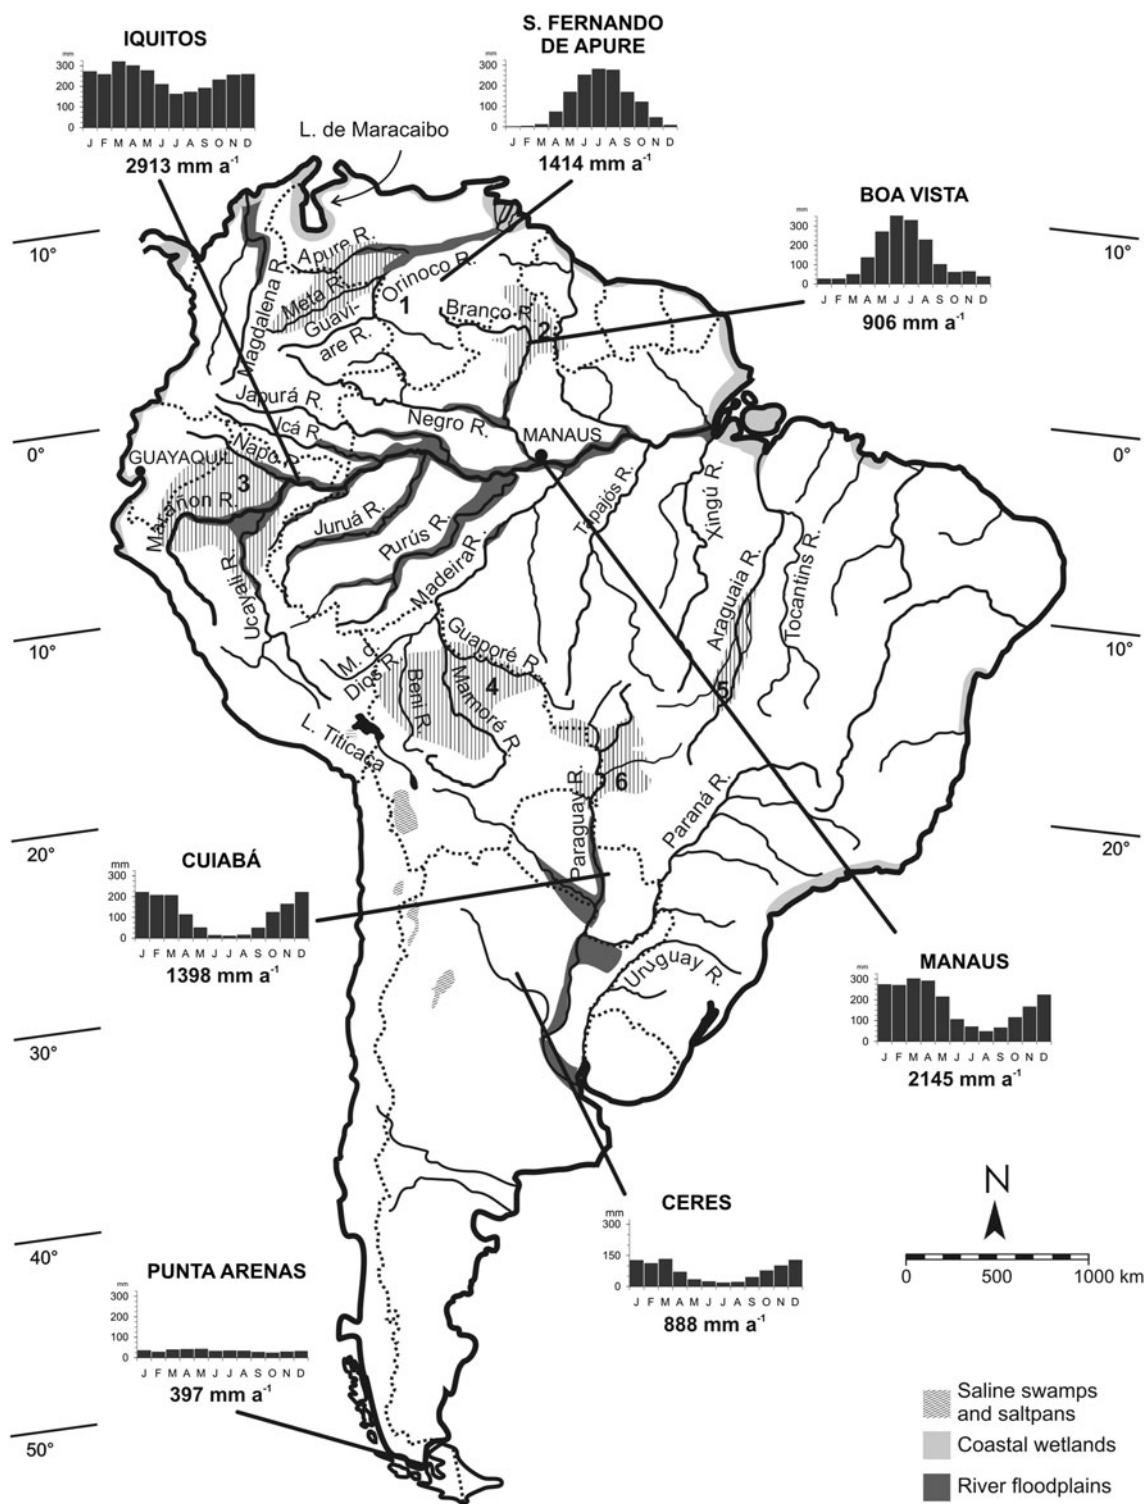 IQUITOS
mm
300
200
100
0
J F M A M J J A S O N D
2913 mm a⁻¹
S. FERNANDO
DE APURE
mm
300
200
100
0
J F M A M J J A S O N D
1414 mm a⁻¹
L. de Maracaibo
BOA VISTA
mm
300
200
100
0
J F M A M J J A S O N D
906 mm a⁻¹
10°
10°
Apure R.
Orinoco R.
Magdalena R.
Meta R.
1
Guavi-
are R.
Branco R.
2
Japurá R.
Negro R.
Icá R.
MANAUS
0°
0°
Napo
GUAYAQUIL
3
Marañon R.
Juruá R.
Purús R.
Tapajós R.
Xingú R.
Ucayali R.
Madeira R.
Araguaia R.
Tocantins R.
10°
10°
M. d.
Dios R.
Guaporé R.
Beni R.
Mammoré R.
4
5
L. Titicaca
6
Paraguay R.
Paraná R.
20°
20°
CUIABÁ
mm
300
200
100
0
J F M A M J J A S O N D
1398 mm a⁻¹
Uruguay R.
MANAUS
mm
300
200
100
0
J F M A M J J A S O N D
2145 mm a⁻¹
30°
CERES
mm
300
150
0
J F M A M J J A S O N D
888 mm a⁻¹
N
0 500 1000 km
40°
PUNTA ARENAS
mm
300
200
100
0
J F M A M J J A S O N D
397 mm a⁻¹
50°
Saline swamps
and saltpans
Coastal wetlands
River floodplains